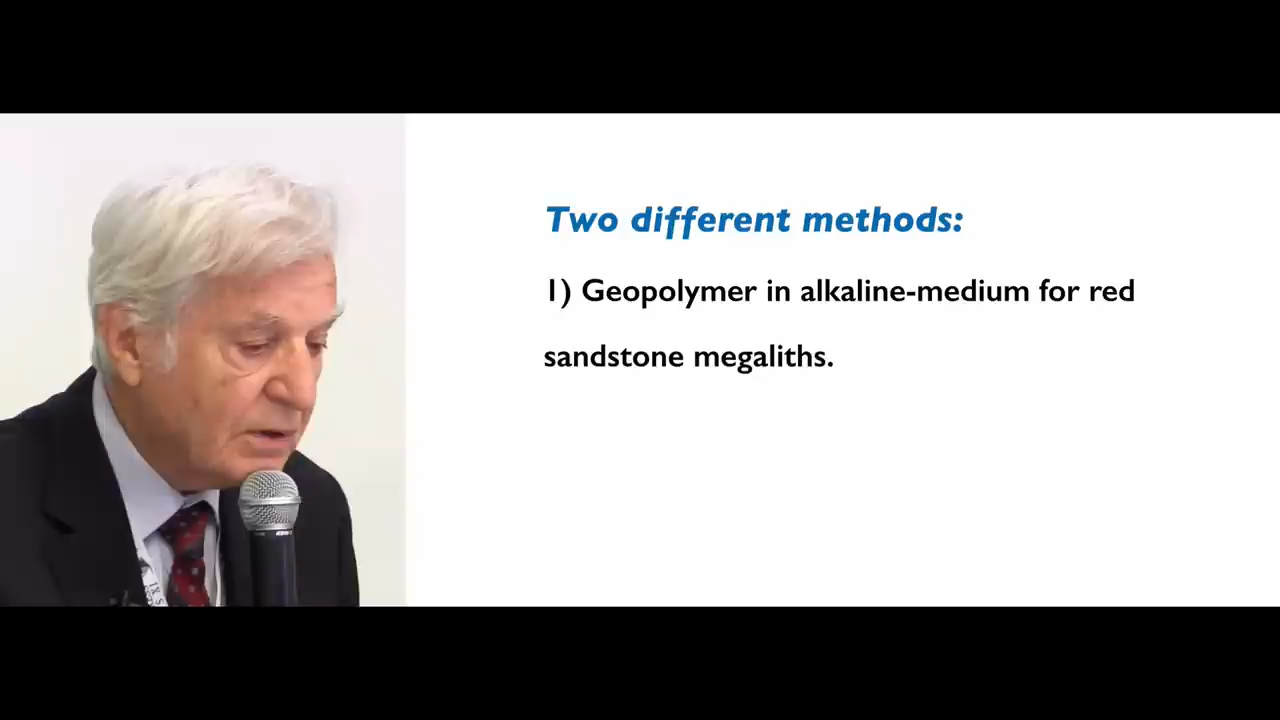 Two different methods:
1) Geopolymer in alkaline-medium for red
sandstone megaliths.